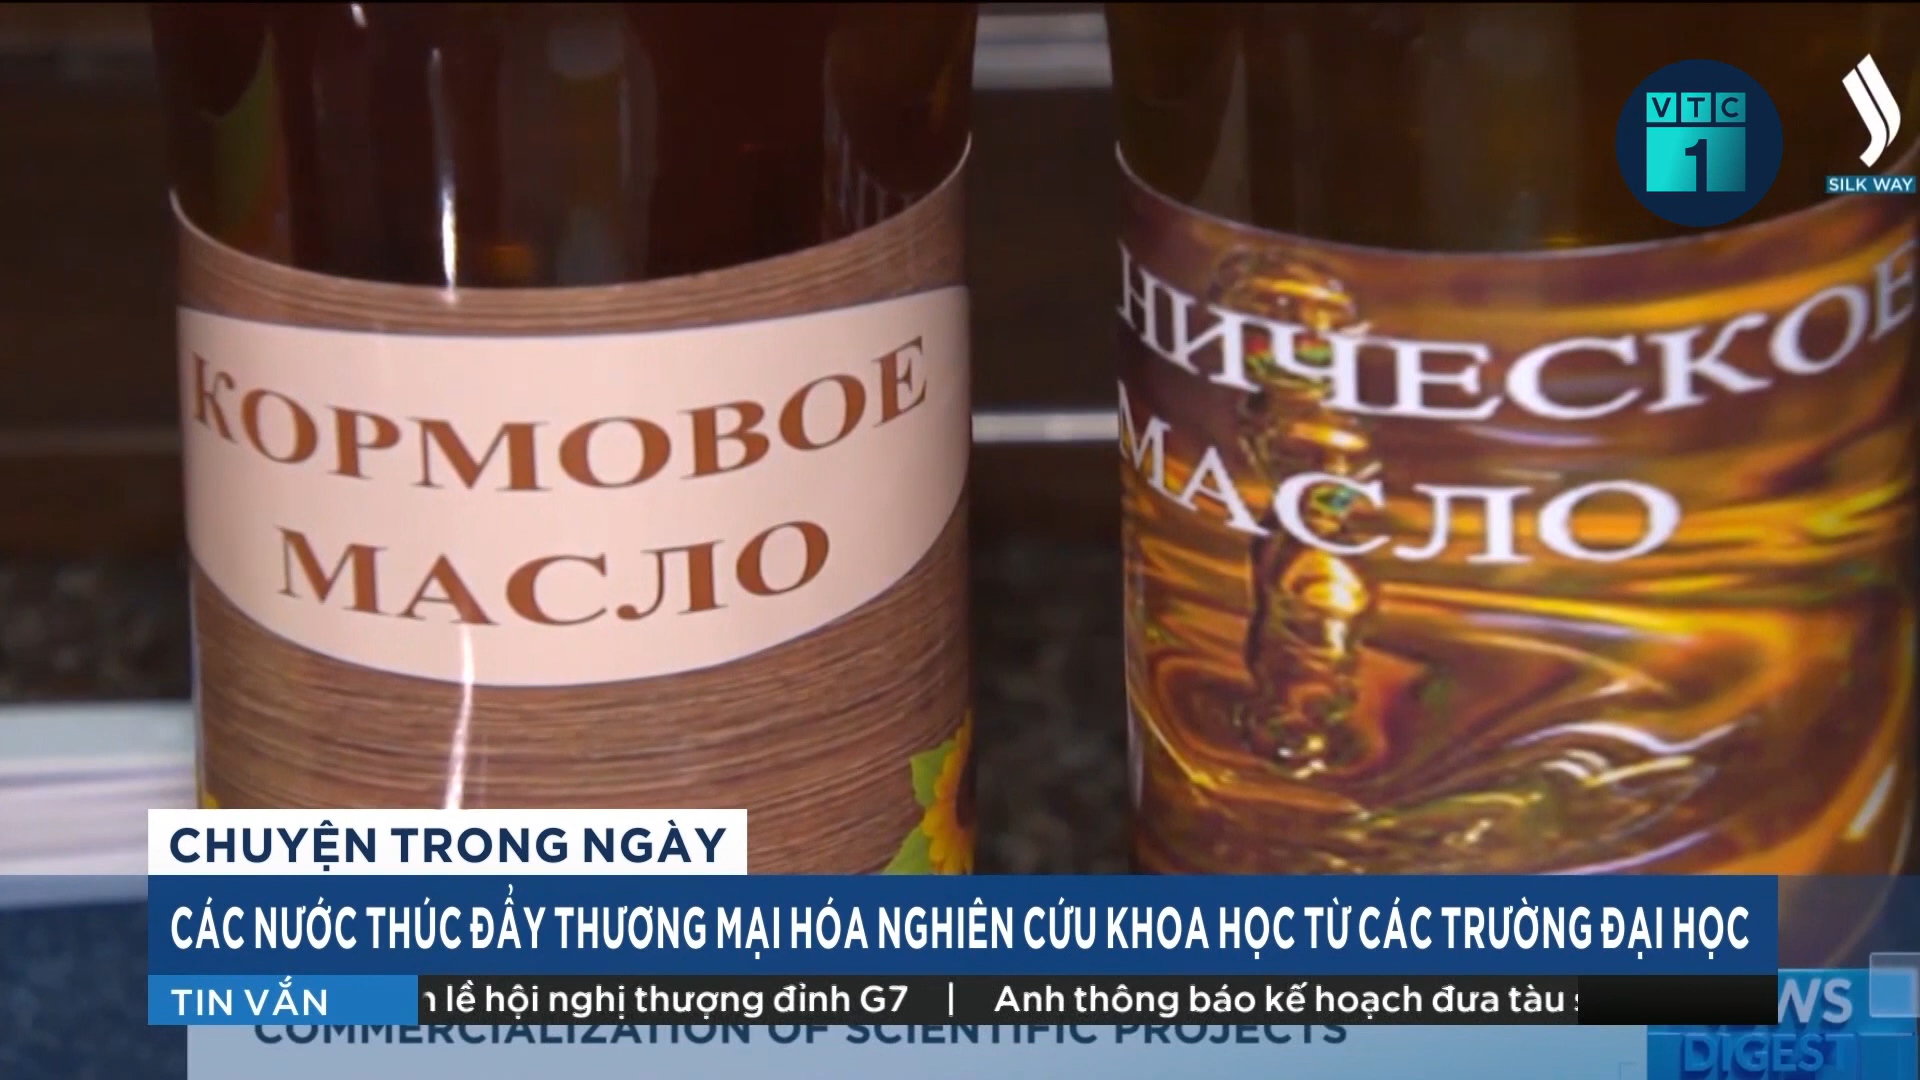 VTC
1
SILK WAY
КОРМОВОЕ
МАСЛО
НИЧЕСКОЕ
МАСЛО
CHUYỆN TRONG NGÀY
CÁC NƯỚC THÚC ĐẨY THƯƠNG MẠI HÓA NGHIÊN CỨU KHOA HỌC TỪ CÁC TRƯỜNG ĐẠI HỌC
TIN VẮN
lề hội nghị thượng đỉnh G7 | Anh thông báo kế hoạch đưa tàu
COMMERCIALIZATION OF SCIENTIFIC PROJECTS
DIGEST